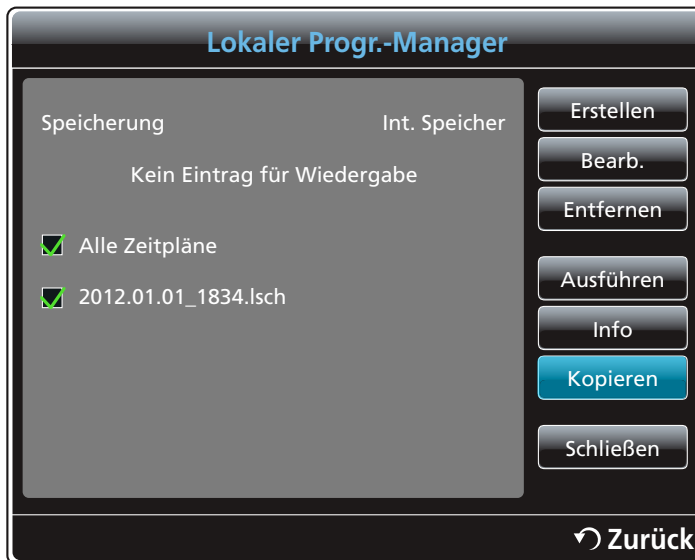 Lokaler Progr.-Manager
Speicherung Int. Speicher
Kein Eintrag für Wiedergabe
Alle Zeitpläne
2012.01.01_1834.lsch
Erstellen
Bearb.
Entfernen
Ausführen
Info
Kopieren
Schließen
Zurück